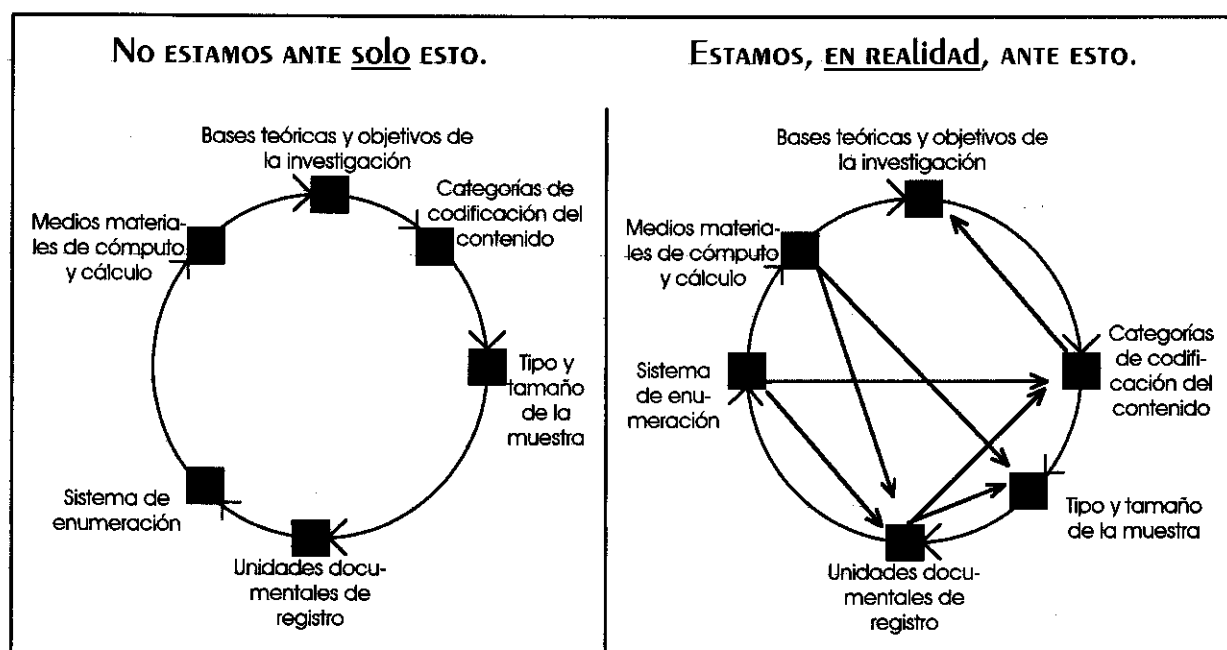 No estamos ante solo esto.
Bases teóricas y objetivos de
la investigación
Categorías de
codificación del
contenido
Medios materia-
les de cómputo
y cálculo
Tipo y
tamaño
de la
muestra
Sistema de
enumeración
Unidades docu-
mentales de
registro
Estamos, en realidad, ante esto.
Bases teóricas y objetivos de
la investigación
Medios materia-
les de cómputo
y cálculo
Categorías
de codifi-
cación del
contenido
Sistema
de enu-
meración
Tipo y tamaño
de la muestra
Unidades docu-
mentales de
registro